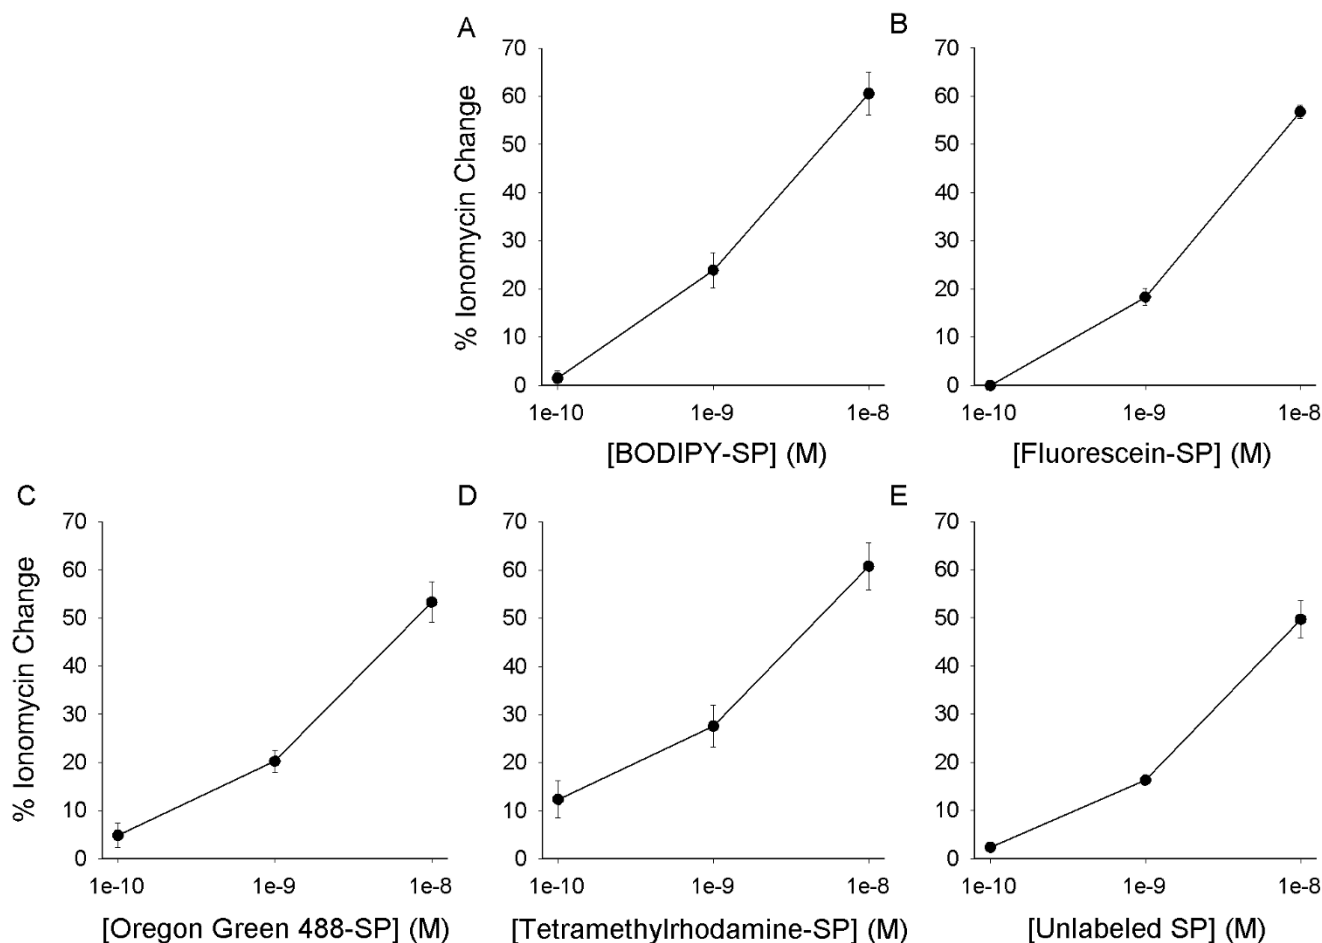 A
% Ionomycin Change
70
60
50
40
30
20
10
0
1e-10 1e-9 1e-8
[BODIPY-SP] (M)
B
70
60
50
40
30
20
10
0
1e-10 1e-9 1e-8
[Fluorescein-SP] (M)
C
% Ionomycin Change
70
60
50
40
30
20
10
0
1e-10 1e-9 1e-8
[Oregon Green 488-SP] (M)
D
70
60
50
40
30
20
10
0
1e-10 1e-9 1e-8
[Tetramethylrhodamine-SP] (M)
E
70
60
50
40
30
20
10
0
1e-10 1e-9 1e-8
[Unlabeled SP] (M)